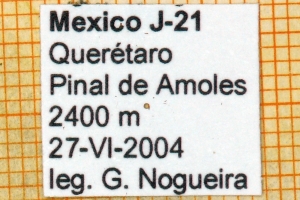 Mexico J-21
Querétaro
Pinal de Amoles
2400 m
27-VI-2004
leg. G. Nogueira